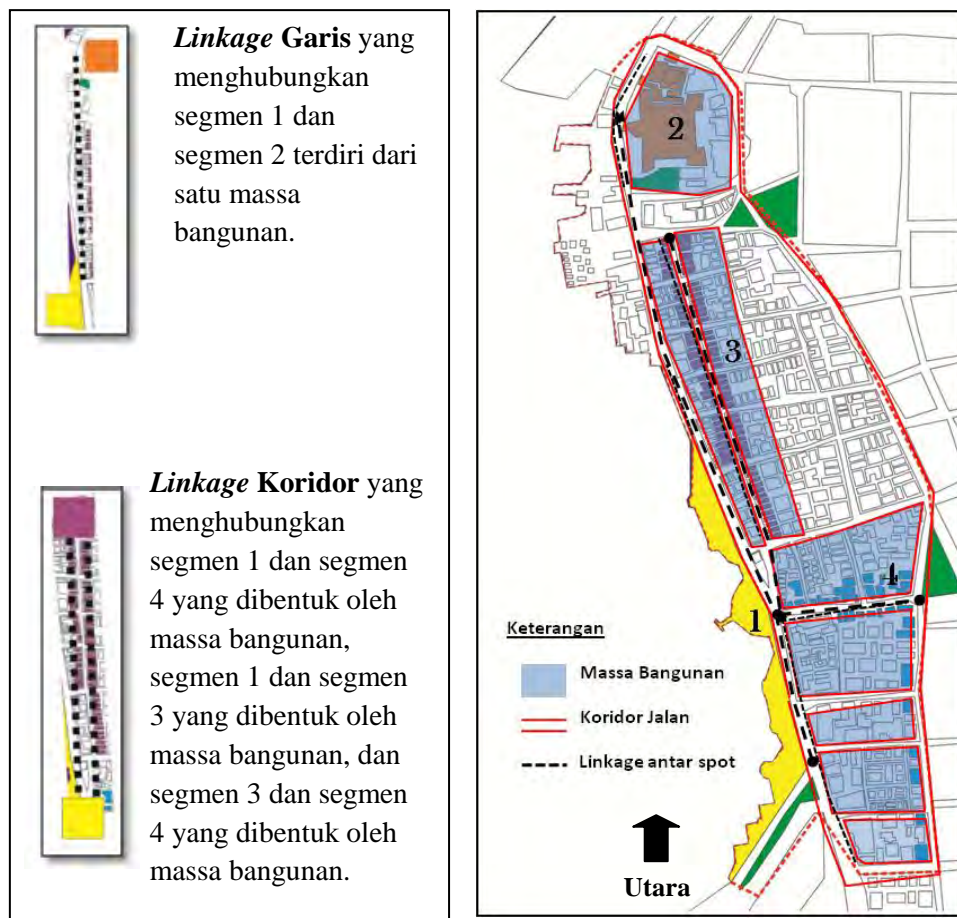 Linkage Garis yang
menghubungkan
segmen 1 dan
segmen 2 terdiri dari
satu massa
bangunan.
Linkage Koridor yang
menghubungkan
segmen 1 dan segmen
4 yang dibentuk oleh
massa bangunan,
segmen 1 dan segmen
3 yang dibentuk oleh
massa bangunan, dan
segmen 3 dan segmen
4 yang dibentuk oleh
massa bangunan.
2
3
4
1
Keterangan
Massa Bangunan
Koridor Jalan
Linkage antar spot
Utara